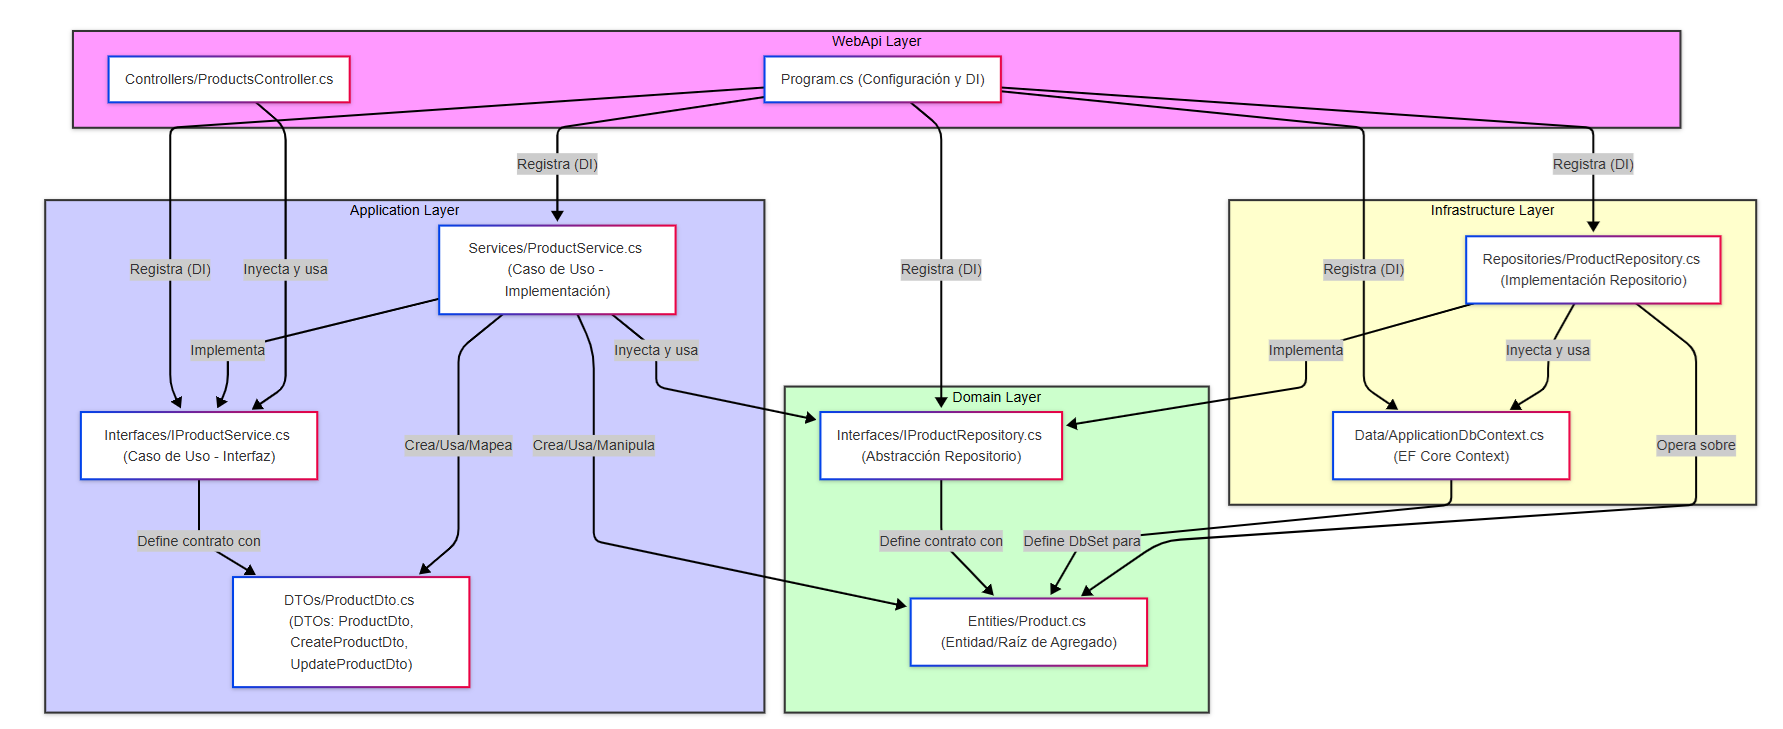 WebApi Layer
Controllers/ProductsController.cs
Program.cs (Configuración y DI)
Registra (DI)
Registra (DI)
Application Layer
Infrastructure Layer
Services/ProductService.cs
(Caso de Uso -
Implementación)
Repositories/ProductRepository.cs
(Implementación Repositorio)
Registra (DI)
Inyecta y usa
Registra (DI)
Registra (DI)
Implementa
Inyecta y usa
Implementa
Inyecta y usa
Domain Layer
Interfaces/IProductService.cs
(Caso de Uso - Interfaz)
Crea/Usa/Mapea
Crea/Usa/Manipula
Interfaces/IProductRepository.cs
(Abstracción Repositorio)
Data/ApplicationDbContext.cs
(EF Core Context)
Opera sobre
Define contrato con
Define contrato con
Define DbSet para
DTOs/ProductDto.cs
(DTOs: ProductDto,
CreateProductDto,
UpdateProductDto)
Entities/Product.cs
(Entidad/Raíz de Agregado)